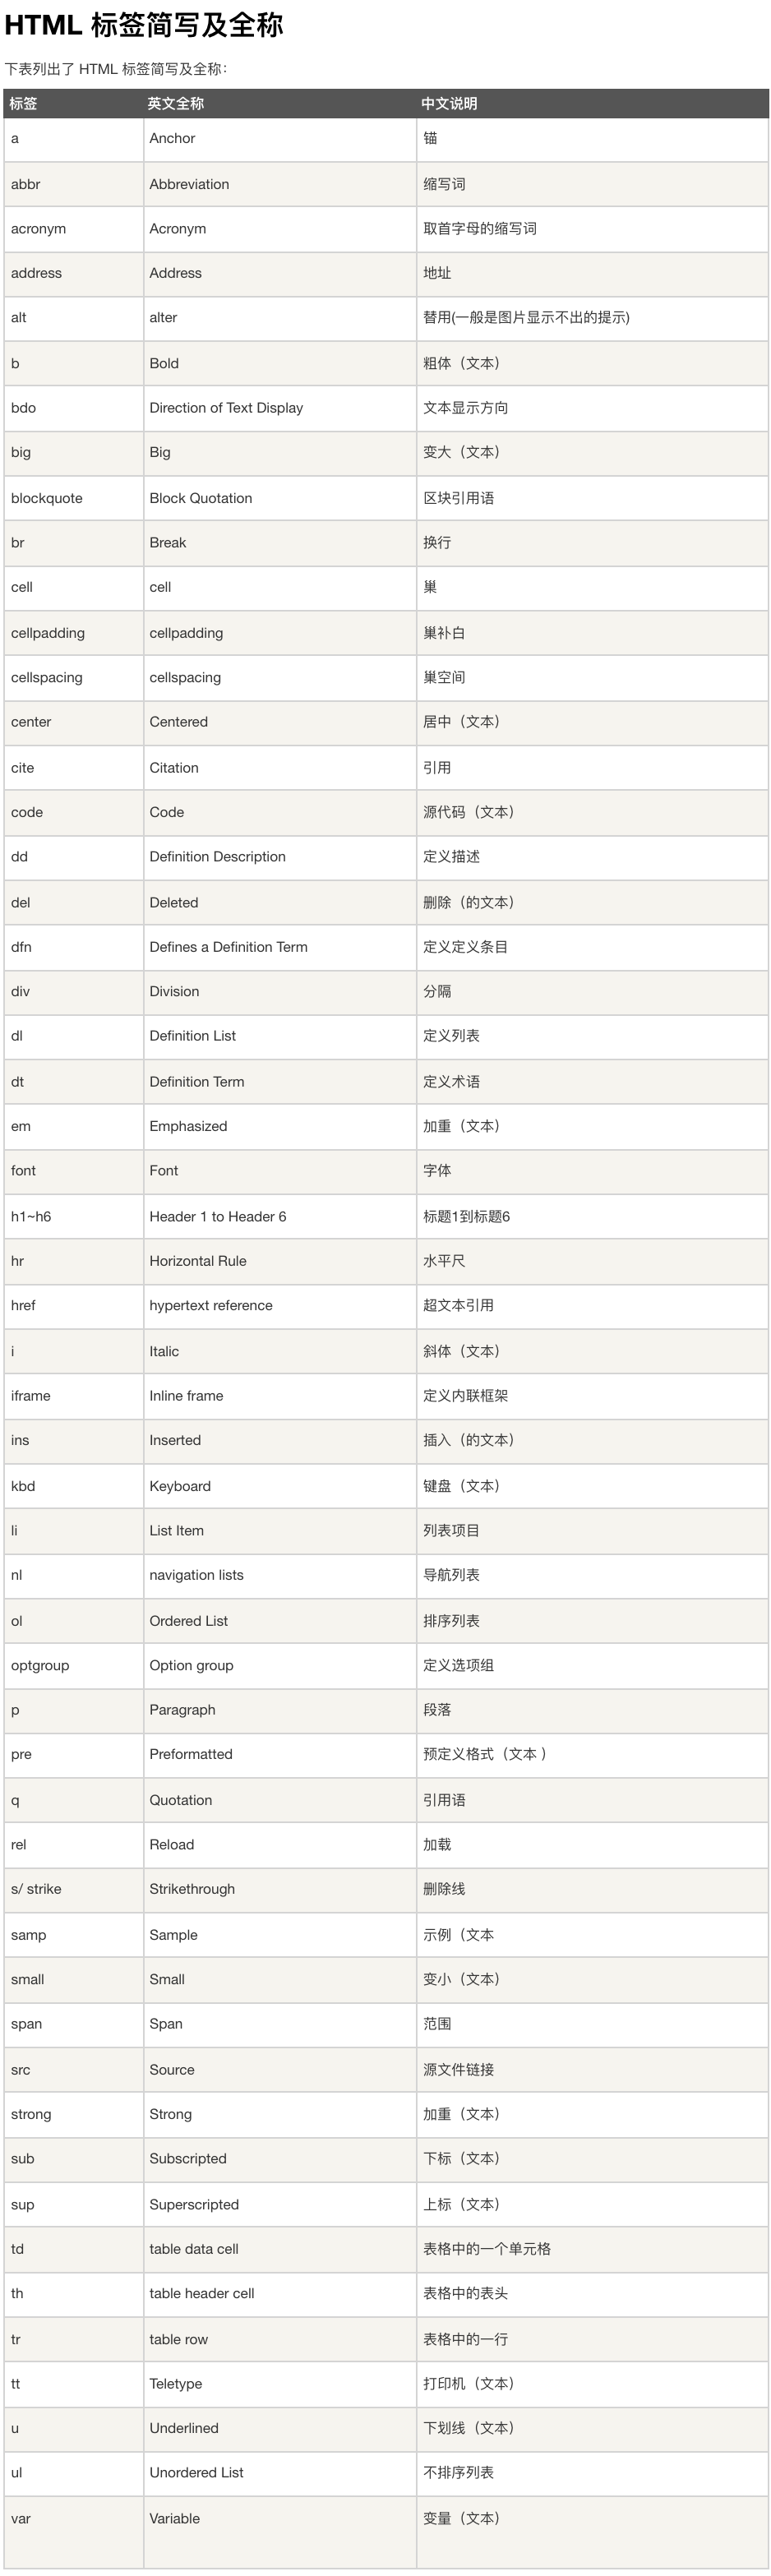 HTML 标签简写及全称
下表列出了 HTML 标签简写及全称：
标签 英文全称 中文说明
a Anchor 锚
abbr Abbreviation 缩写词
acronym Acronym 取首字母的缩写词
address Address 地址
alt alter 替用(一般是图片显示不出的提示)
b Bold 粗体（文本）
bdo Direction of Text Display 文本显示方向
big Big 变大（文本）
blockquote Block Quotation 区块引用语
br Break 换行
cell cell 巢
cellpadding cellpadding 巢补白
cellspacing cellspacing 巢空间
center Centered 居中（文本）
cite Citation 引用
code Code 源代码（文本）
dd Definition Description 定义描述
del Deleted 删除（的文本）
dfn Defines a Definition Term 定义定义条目
div Division 分隔
dl Definition List 定义列表
dt Definition Term 定义术语
em Emphasized 加重（文本）
font Font 字体
h1~h6 Header 1 to Header 6 标题1到标题6
hr Horizontal Rule 水平尺
href hypertext reference 超文本引用
i Italic 斜体（文本）
iframe Inline frame 定义内联框架
ins Inserted 插入（的文本）
kbd Keyboard 键盘（文本）
li List Item 列表项目
nl navigation lists 导航列表
ol Ordered List 排序列表
optgroup Option group 定义选项组
p Paragraph 段落
pre Preformatted 预定义格式（文本 ）
q Quotation 引用语
rel Reload 加载
s/ strike Strikethrough 删除线
samp Sample 示例（文本
small Small 变小（文本）
span Span 范围
src Source 源文件链接
strong Strong 加重（文本）
sub Subscripted 下标（文本）
sup Superscripted 上标（文本）
td table data cell 表格中的一个单元格
th table header cell 表格中的表头
tr table row 表格中的一行
tt Teletype 打印机（文本）
u Underlined 下划线（文本）
ul Unordered List 不排序列表
var Variable 变量（文本）